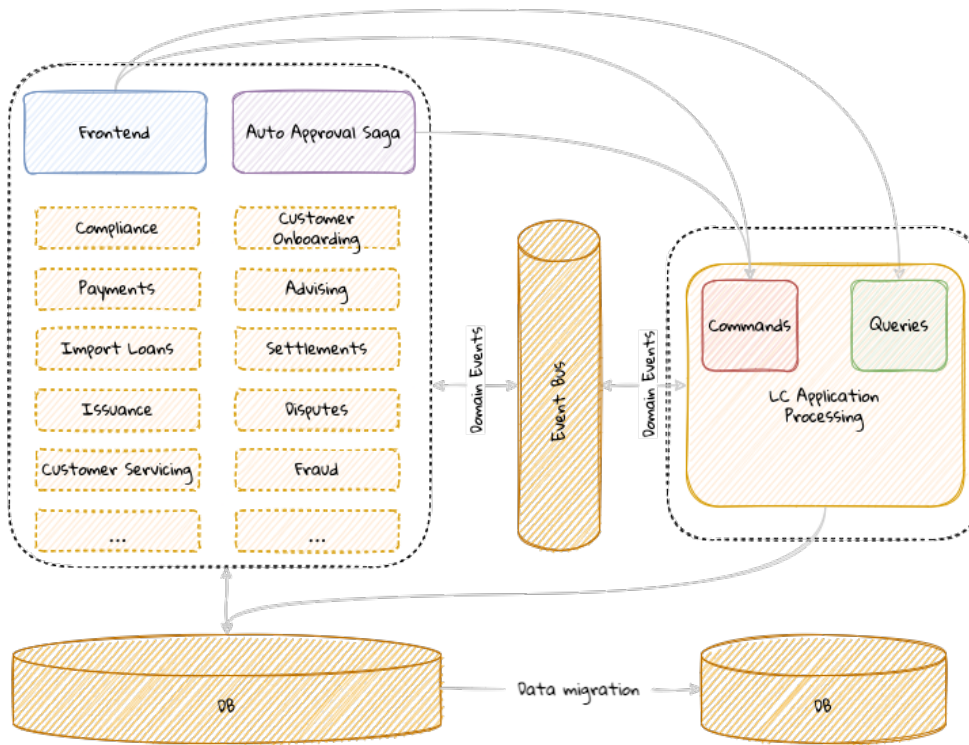 Frontend
Auto Approval Saga
Compliance
Customer
Onboarding
Payments
Advising
Import Loans
Settlements
Issuance
Disputes
Customer Servicing
Fraud
...
...
Domain Events
Event Bus
Domain Events
Commands
Queries
LC Application
Processing
DB
Data migration
DB